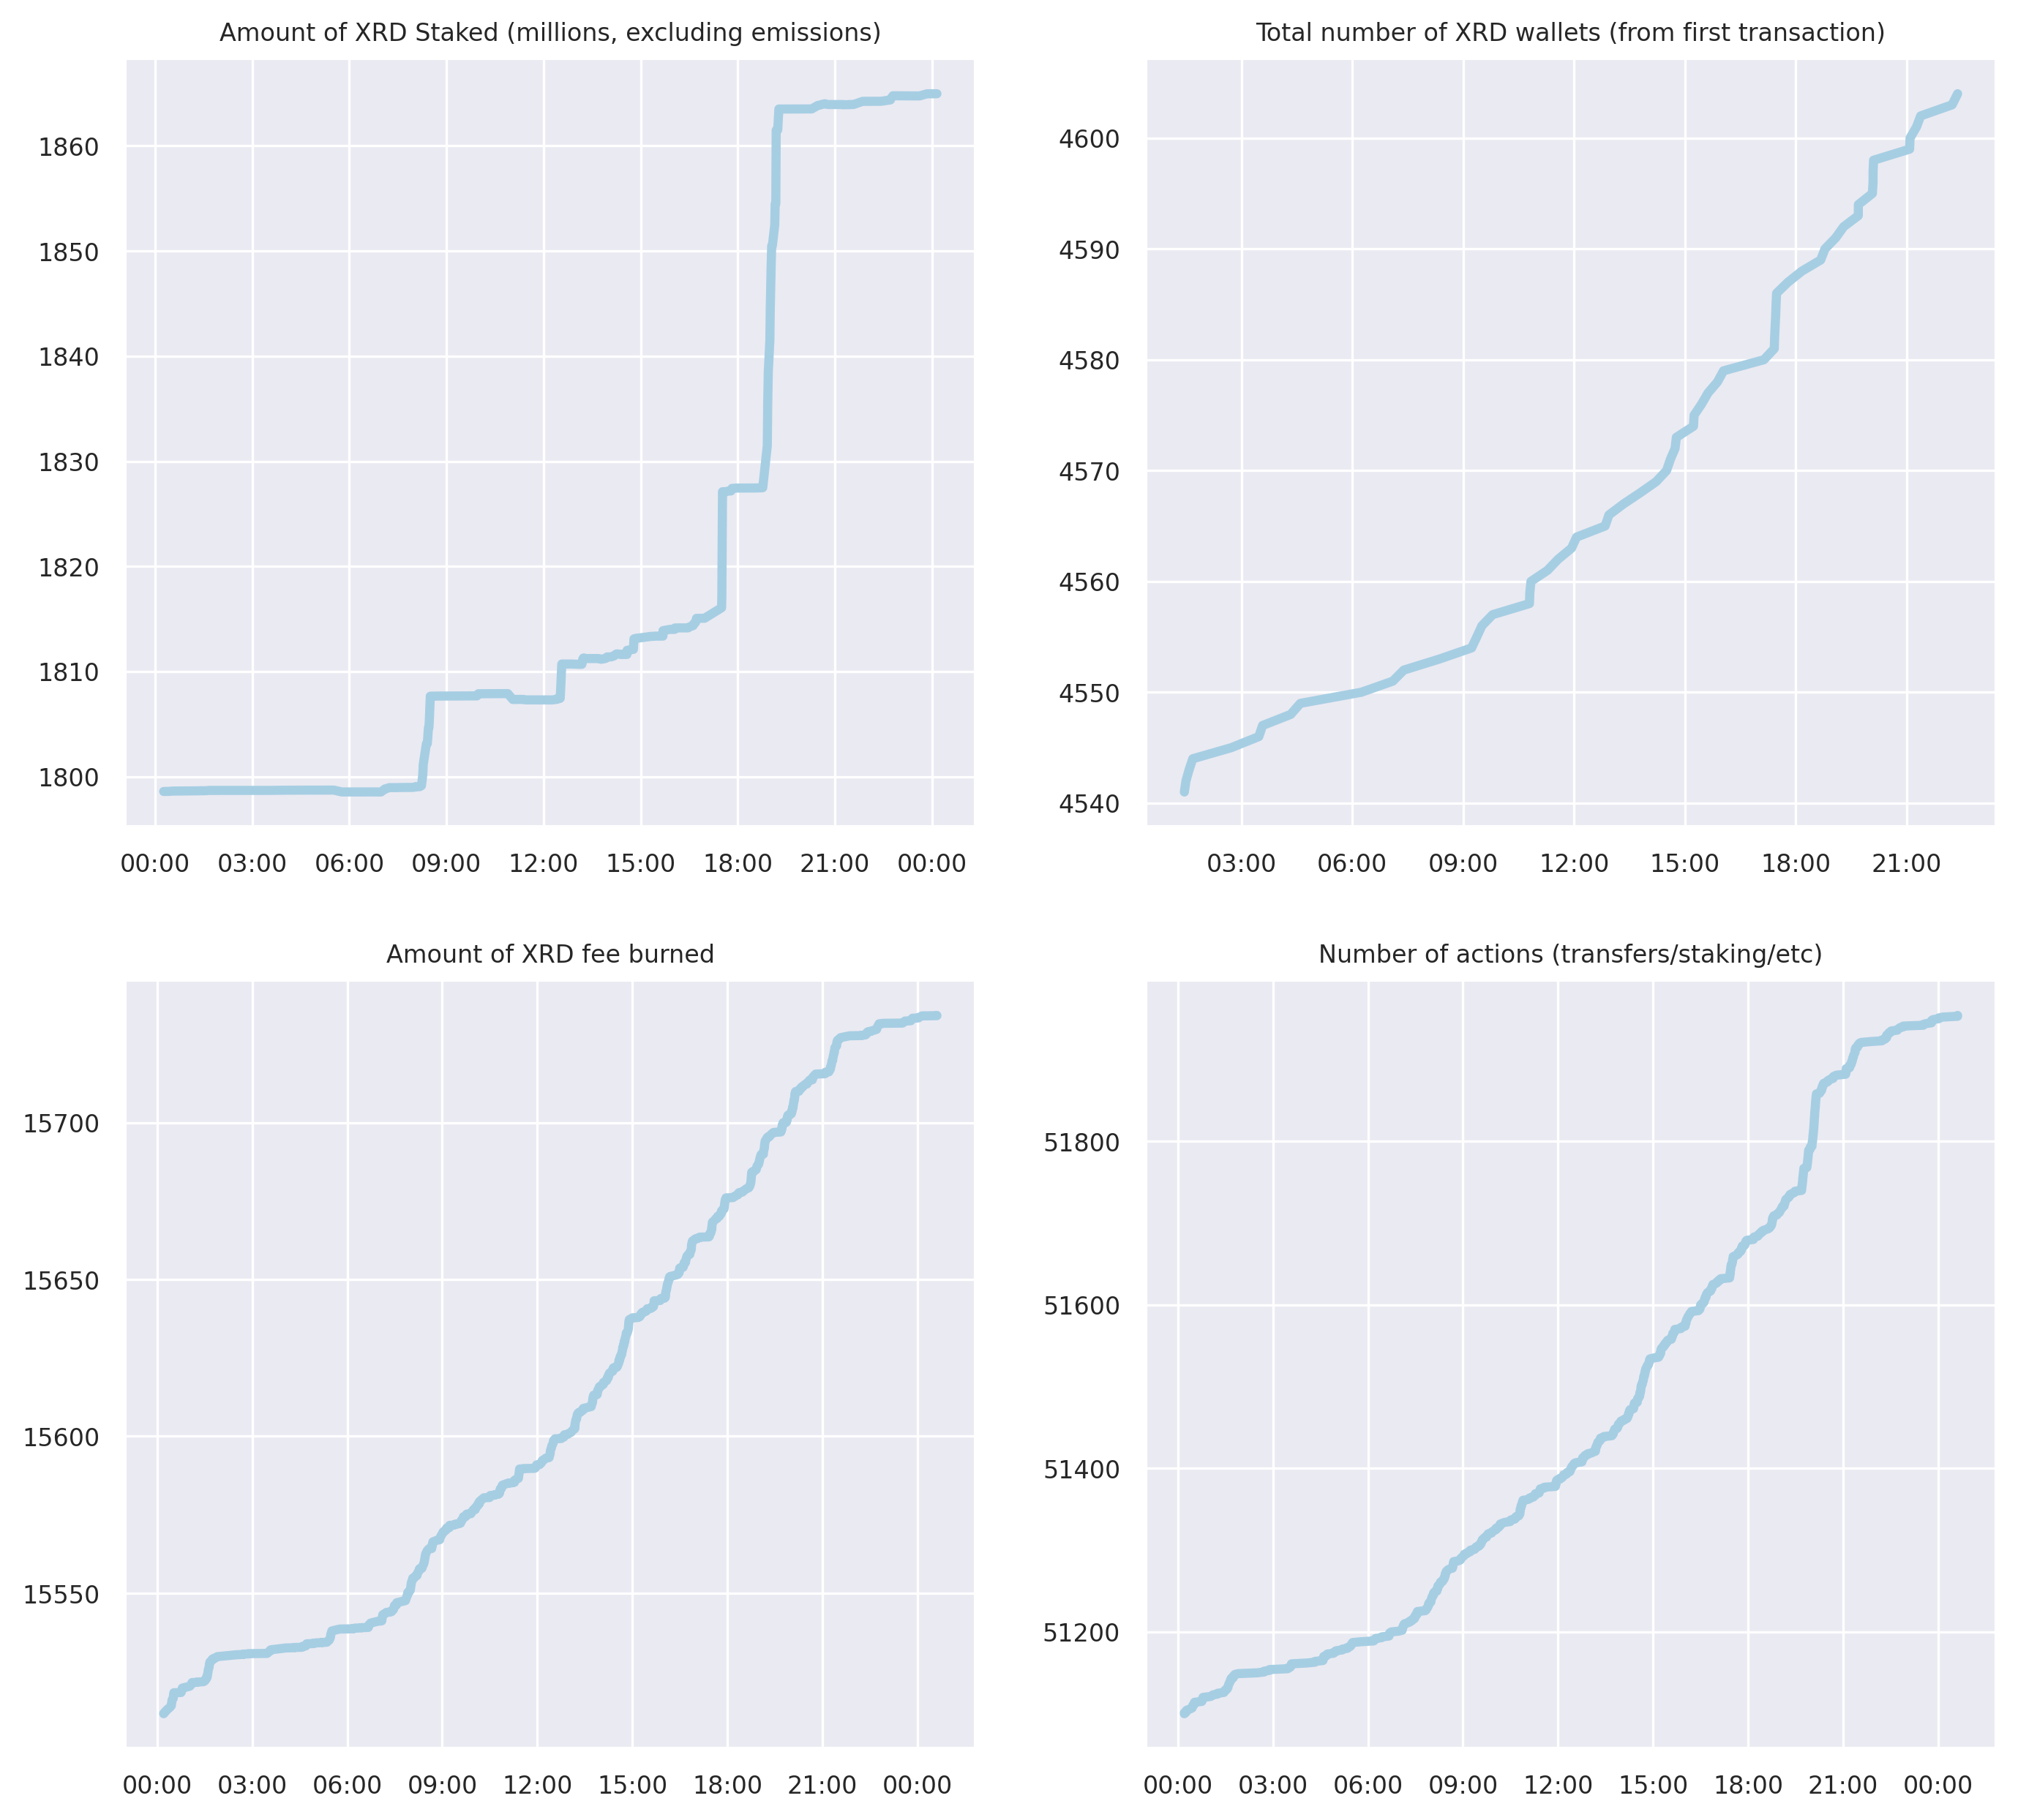 Amount of XRD Staked (millions, excluding emissions)
1860
1850
1840
1830
1820
1810
1800
00:00 03:00 06:00 09:00 12:00 15:00 18:00 21:00 00:00
Total number of XRD wallets (from first transaction)
4600
4590
4580
4570
4560
4550
4540
03:00 06:00 09:00 12:00 15:00 18:00 21:00
Amount of XRD fee burned
15700
15650
15600
15550
00:00 03:00 06:00 09:00 12:00 15:00 18:00 21:00 00:00
Number of actions (transfers/staking/etc)
51800
51600
51400
51200
00:00 03:00 06:00 09:00 12:00 15:00 18:00 21:00 00:00